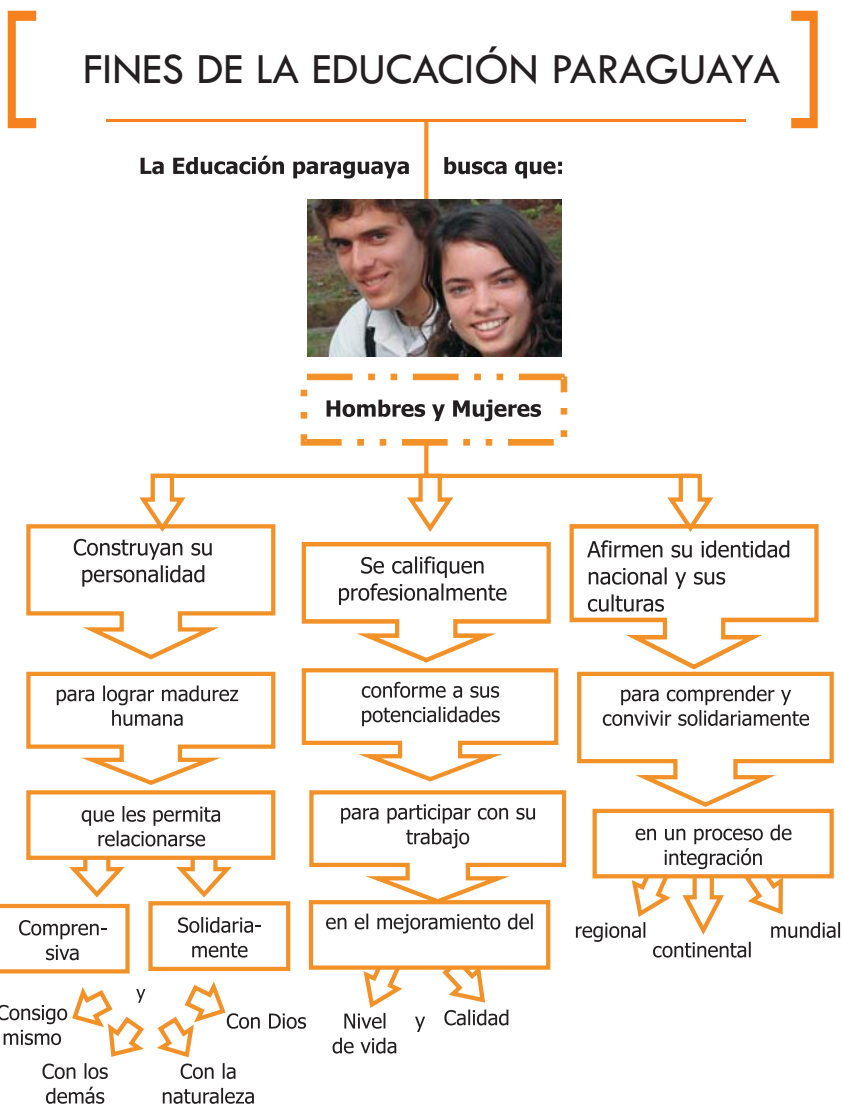 FINES DE LA EDUCACIÓN PARAGUAYA
La Educación paraguaya busca que:
Hombres y Mujeres
Construyan su
personalidad
para lograr madurez
humana
que les permita
relacionarse
Compren-
siva
Solidaria-
mente
y
Consigo
mismo
Con los
demás
Con la
naturaleza
Con Dios
Se califiquen
profesionalmente
conforme a sus
potencialidades
para participar con su
trabajo
en el mejoramiento del
Nivel
de vida
y
Calidad
Afirmen su identidad
nacional y sus
culturas
para comprender y
convivir solidariamente
en un proceso de
integración
regional
continental
mundial